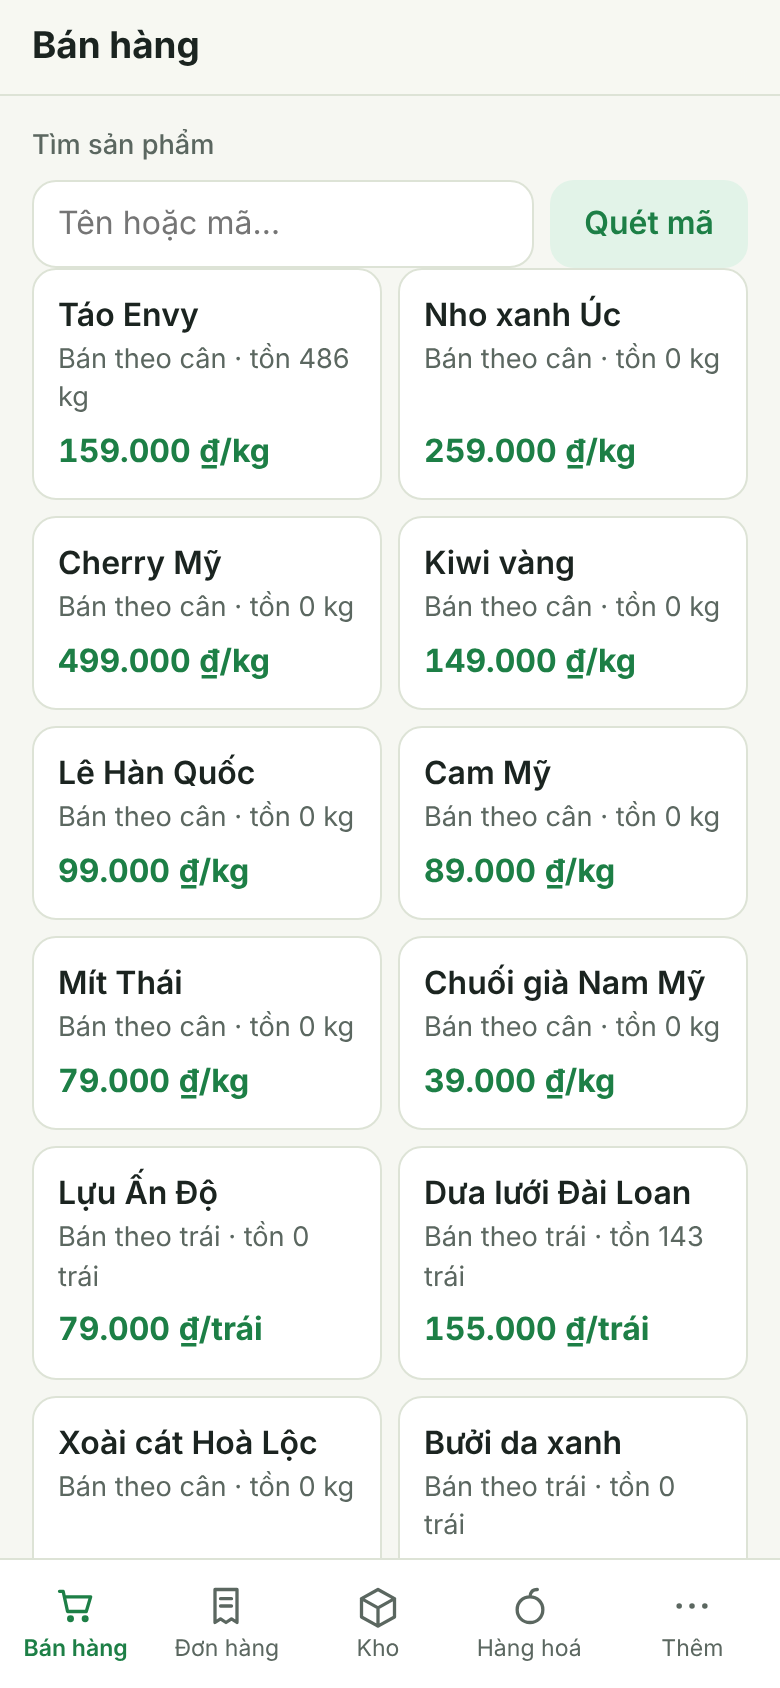 Bán hàng
Tìm sản phẩm
Tên hoặc mã...
Quét mã
Táo Envy
Bán theo cân · tồn 486
kg
159.000 ₫/kg
Nho xanh Úc
Bán theo cân · tồn 0 kg
259.000 ₫/kg
Cherry Mỹ
Bán theo cân · tồn 0 kg
499.000 ₫/kg
Kiwi vàng
Bán theo cân · tồn 0 kg
149.000 ₫/kg
Lê Hàn Quốc
Bán theo cân · tồn 0 kg
99.000 ₫/kg
Cam Mỹ
Bán theo cân · tồn 0 kg
89.000 ₫/kg
Mít Thái
Bán theo cân · tồn 0 kg
79.000 ₫/kg
Chuối già Nam Mỹ
Bán theo cân · tồn 0 kg
39.000 ₫/kg
Lựu Ấn Độ
Bán theo trái · tồn 0
trái
79.000 ₫/trái
Dưa lưới Đài Loan
Bán theo trái · tồn 143
trái
155.000 ₫/trái
Xoài cát Hoà Lộc
Bán theo cân · tồn 0 kg
Bưởi da xanh
Bán theo trái · tồn 0
trái
Bán hàng
Đơn hàng
Kho
Hàng hoá
Thêm